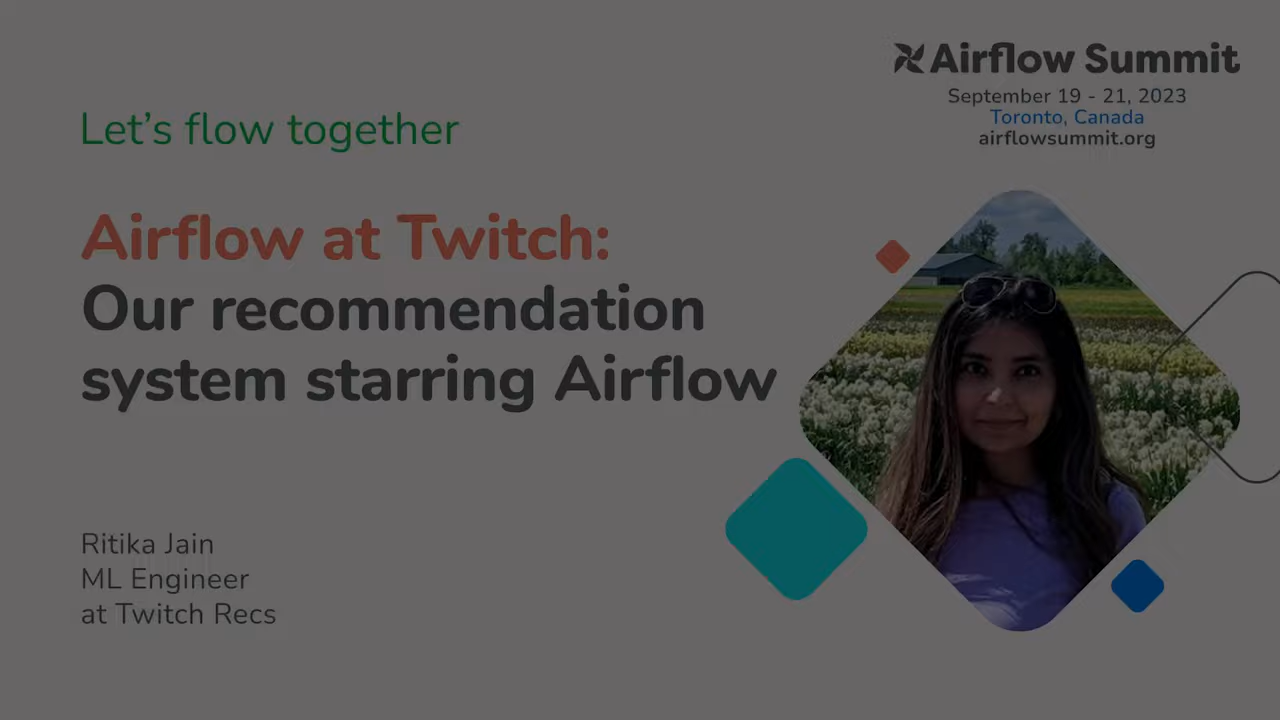 Airflow Summit
September 19 - 21, 2023
Toronto, Canada
airflowsummit.org
Let’s flow together
Airflow at Twitch:
Our recommendation
system starring Airflow
Ritika Jain
ML Engineer
at Twitch Recs